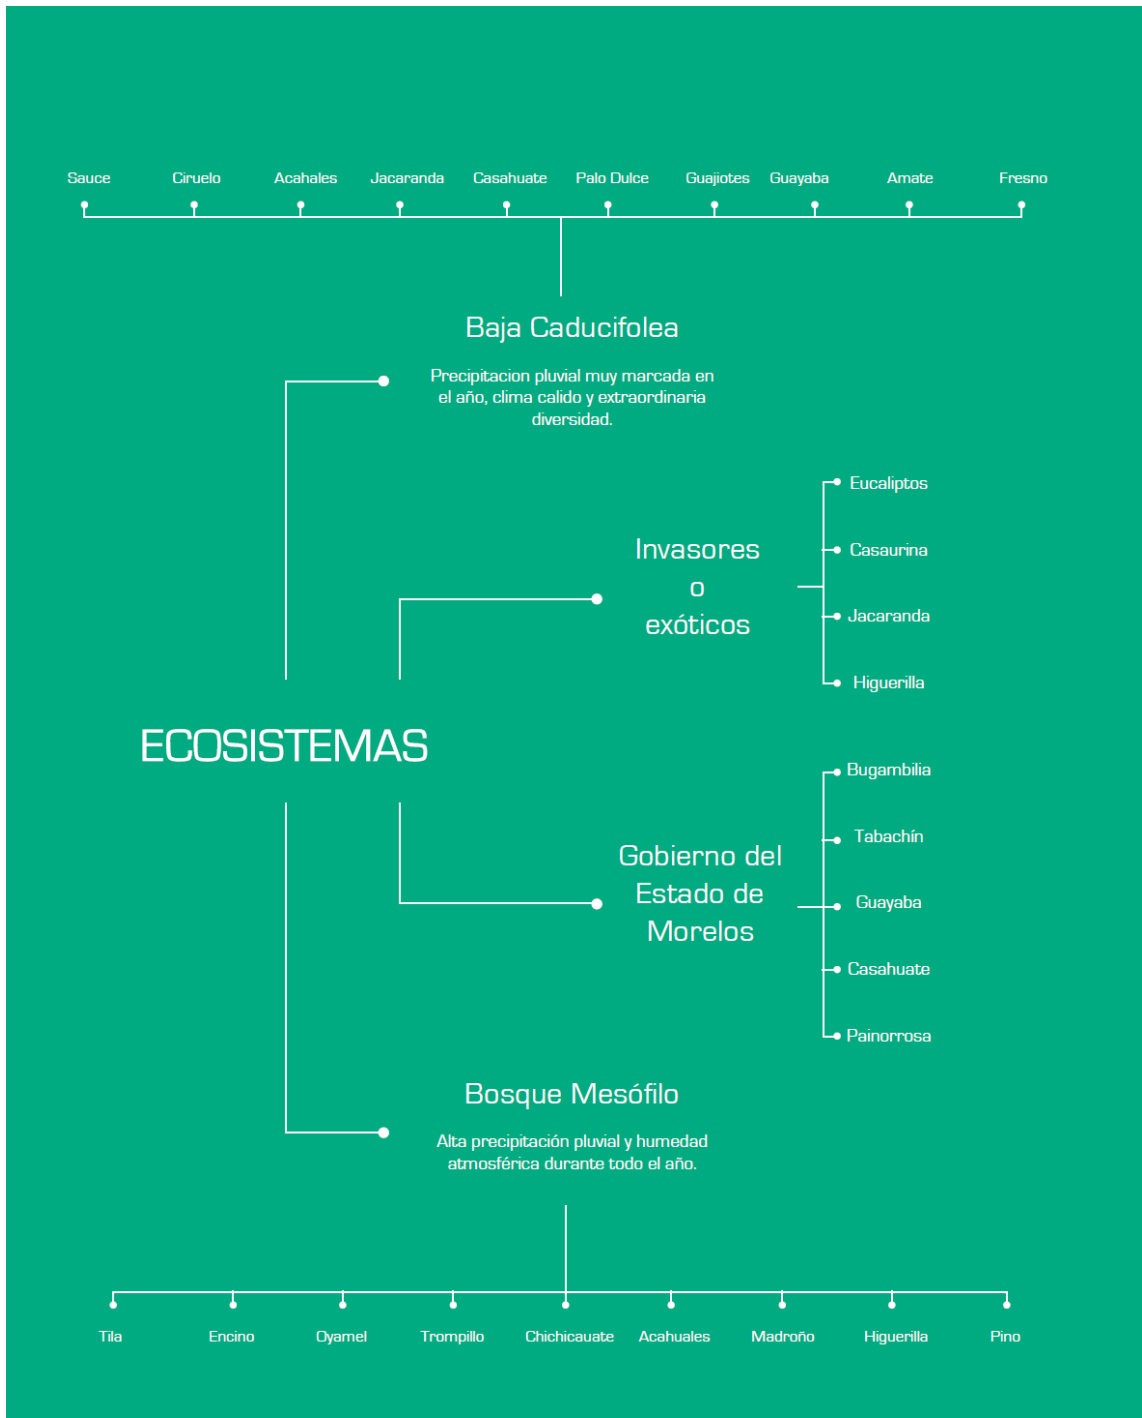 Sauce Ciruelo Acahales Jacaranda Casahuate Palo Dulce Guajiotes Guayaba Amate Fresno
Baja Caducifolea
Precipitacion pluvial muy marcada en
el año, clima calido y extraordinaria
diversidad.
Invasores
o
exóticos
Eucaliptos
Casaurina
Jacaranda
Higuerilla
ECOSISTEMAS
Gobierno del
Estado de
Morelos
Bugambilia
Tabachín
Guayaba
Casahuate
Painorrosa
Bosque Mesófilo
Alta precipitación pluvial y humedad
atmosférica durante todo el año.
Tila Encino Oyamel Trompillo Chichicauate Acahuales Madroño Higuerilla Pino